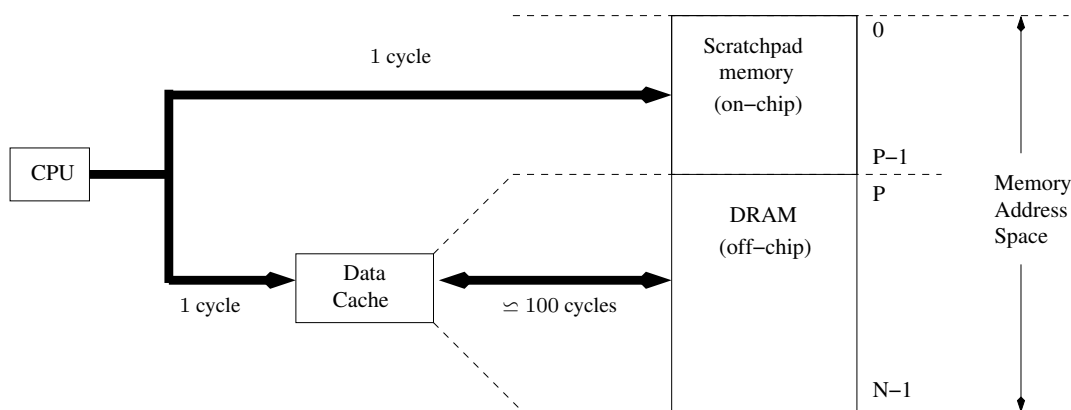 0
Scratchpad
memory
(on−chip)
1 cycle
P−1
CPU
P
Memory
Address
Space
DRAM
(off−chip)
Data
Cache
1 cycle
≃ 100 cycles
N−1